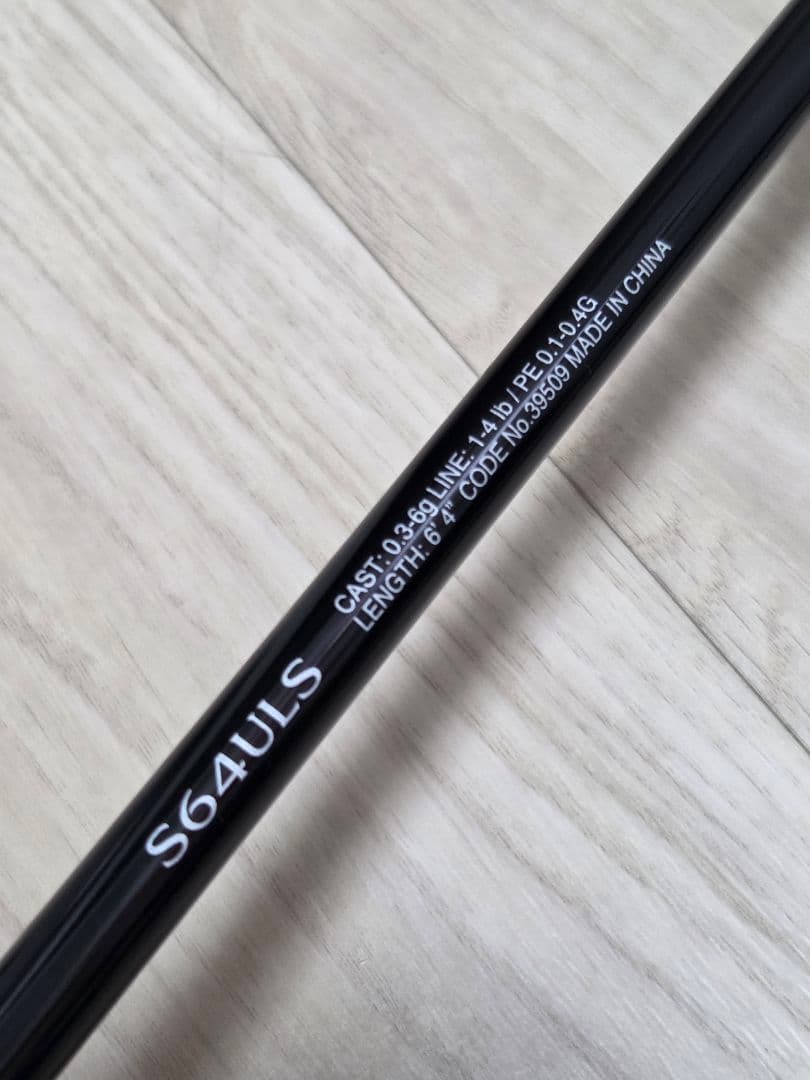 S64ULS
CAST: 0.3-6g LINE: 1-4 lb / PE 0.1-0.4G
LENGTH: 6' 4" CODE No.39509 MADE IN CHINA